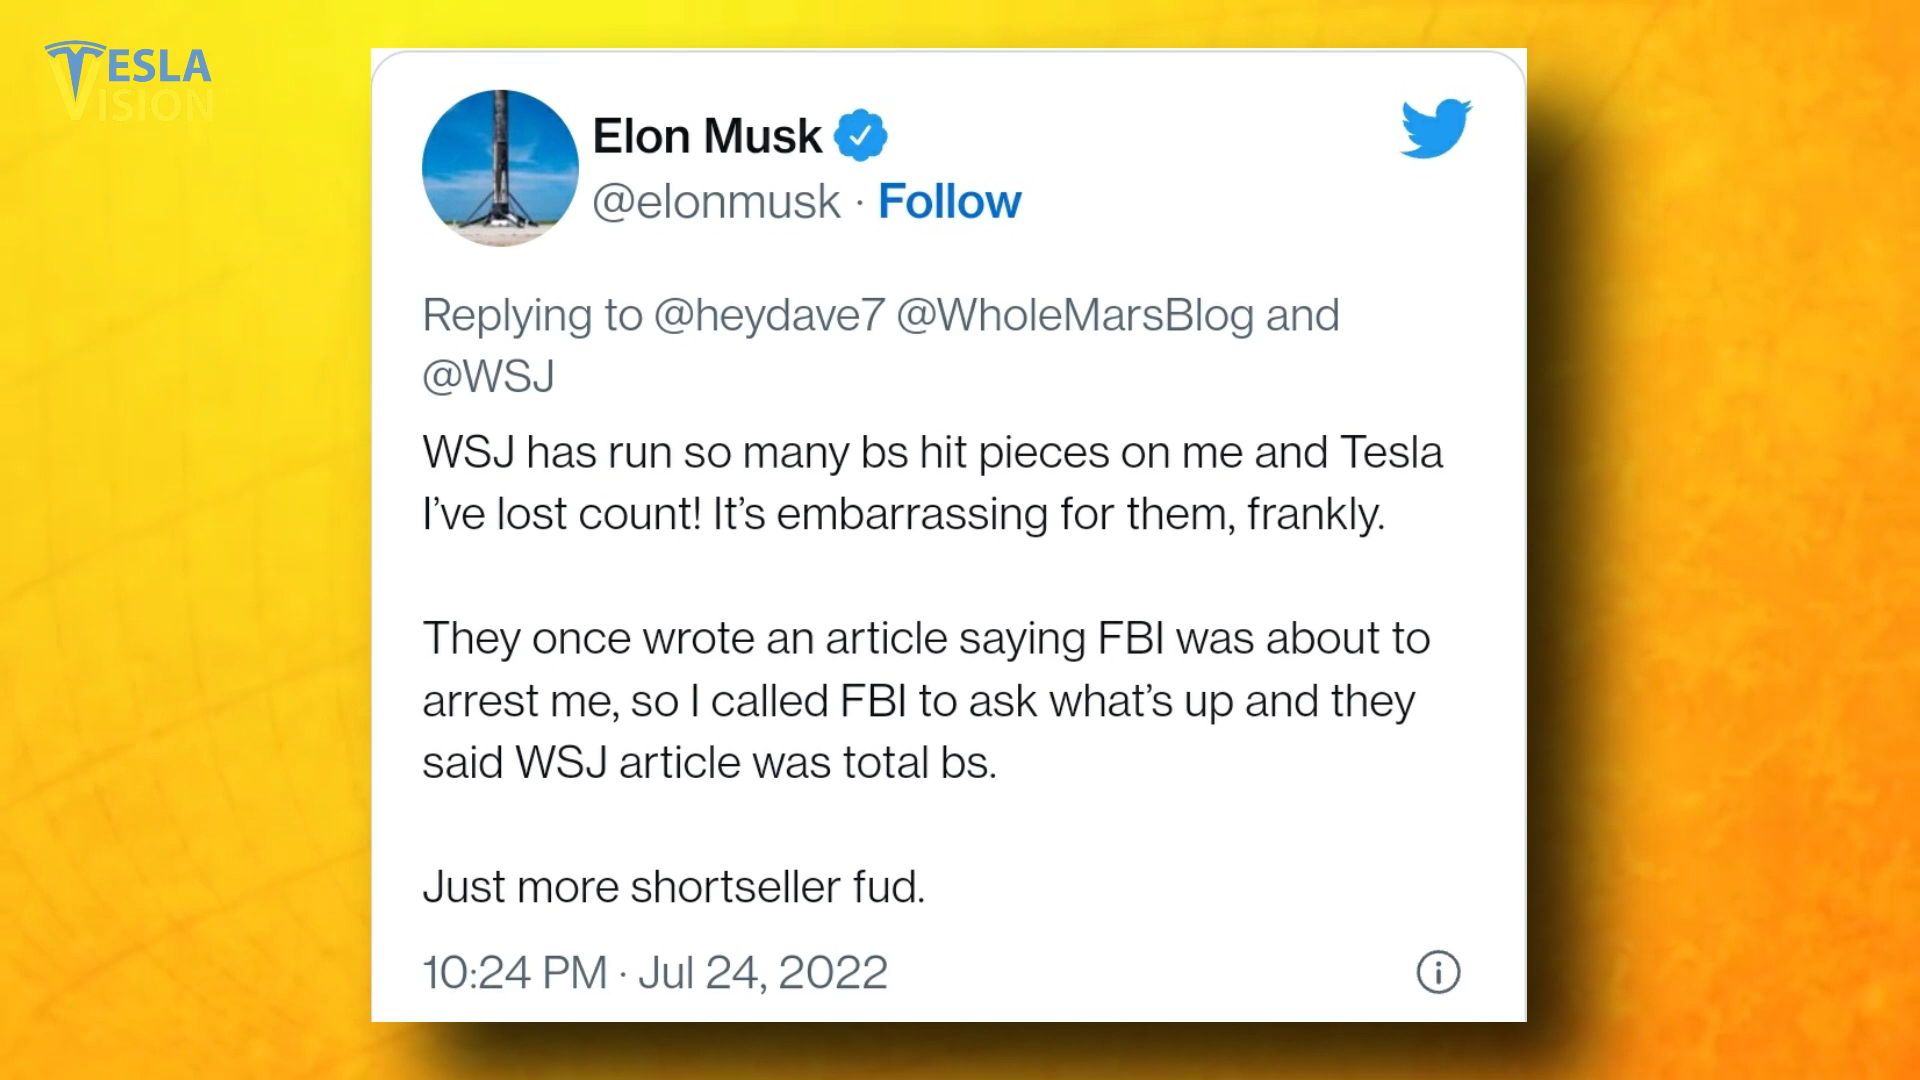 TESLA
VISION
Elon Musk
@elonmusk · Follow
Replying to @heydave7 @WholeMarsBlog and
@WSJ
WSJ has run so many bs hit pieces on me and Tesla
I’ve lost count! It’s embarrassing for them, frankly.
They once wrote an article saying FBI was about to
arrest me, so I called FBI to ask what’s up and they
said WSJ article was total bs.
Just more shortseller fud.
10:24 PM · Jul 24, 2022